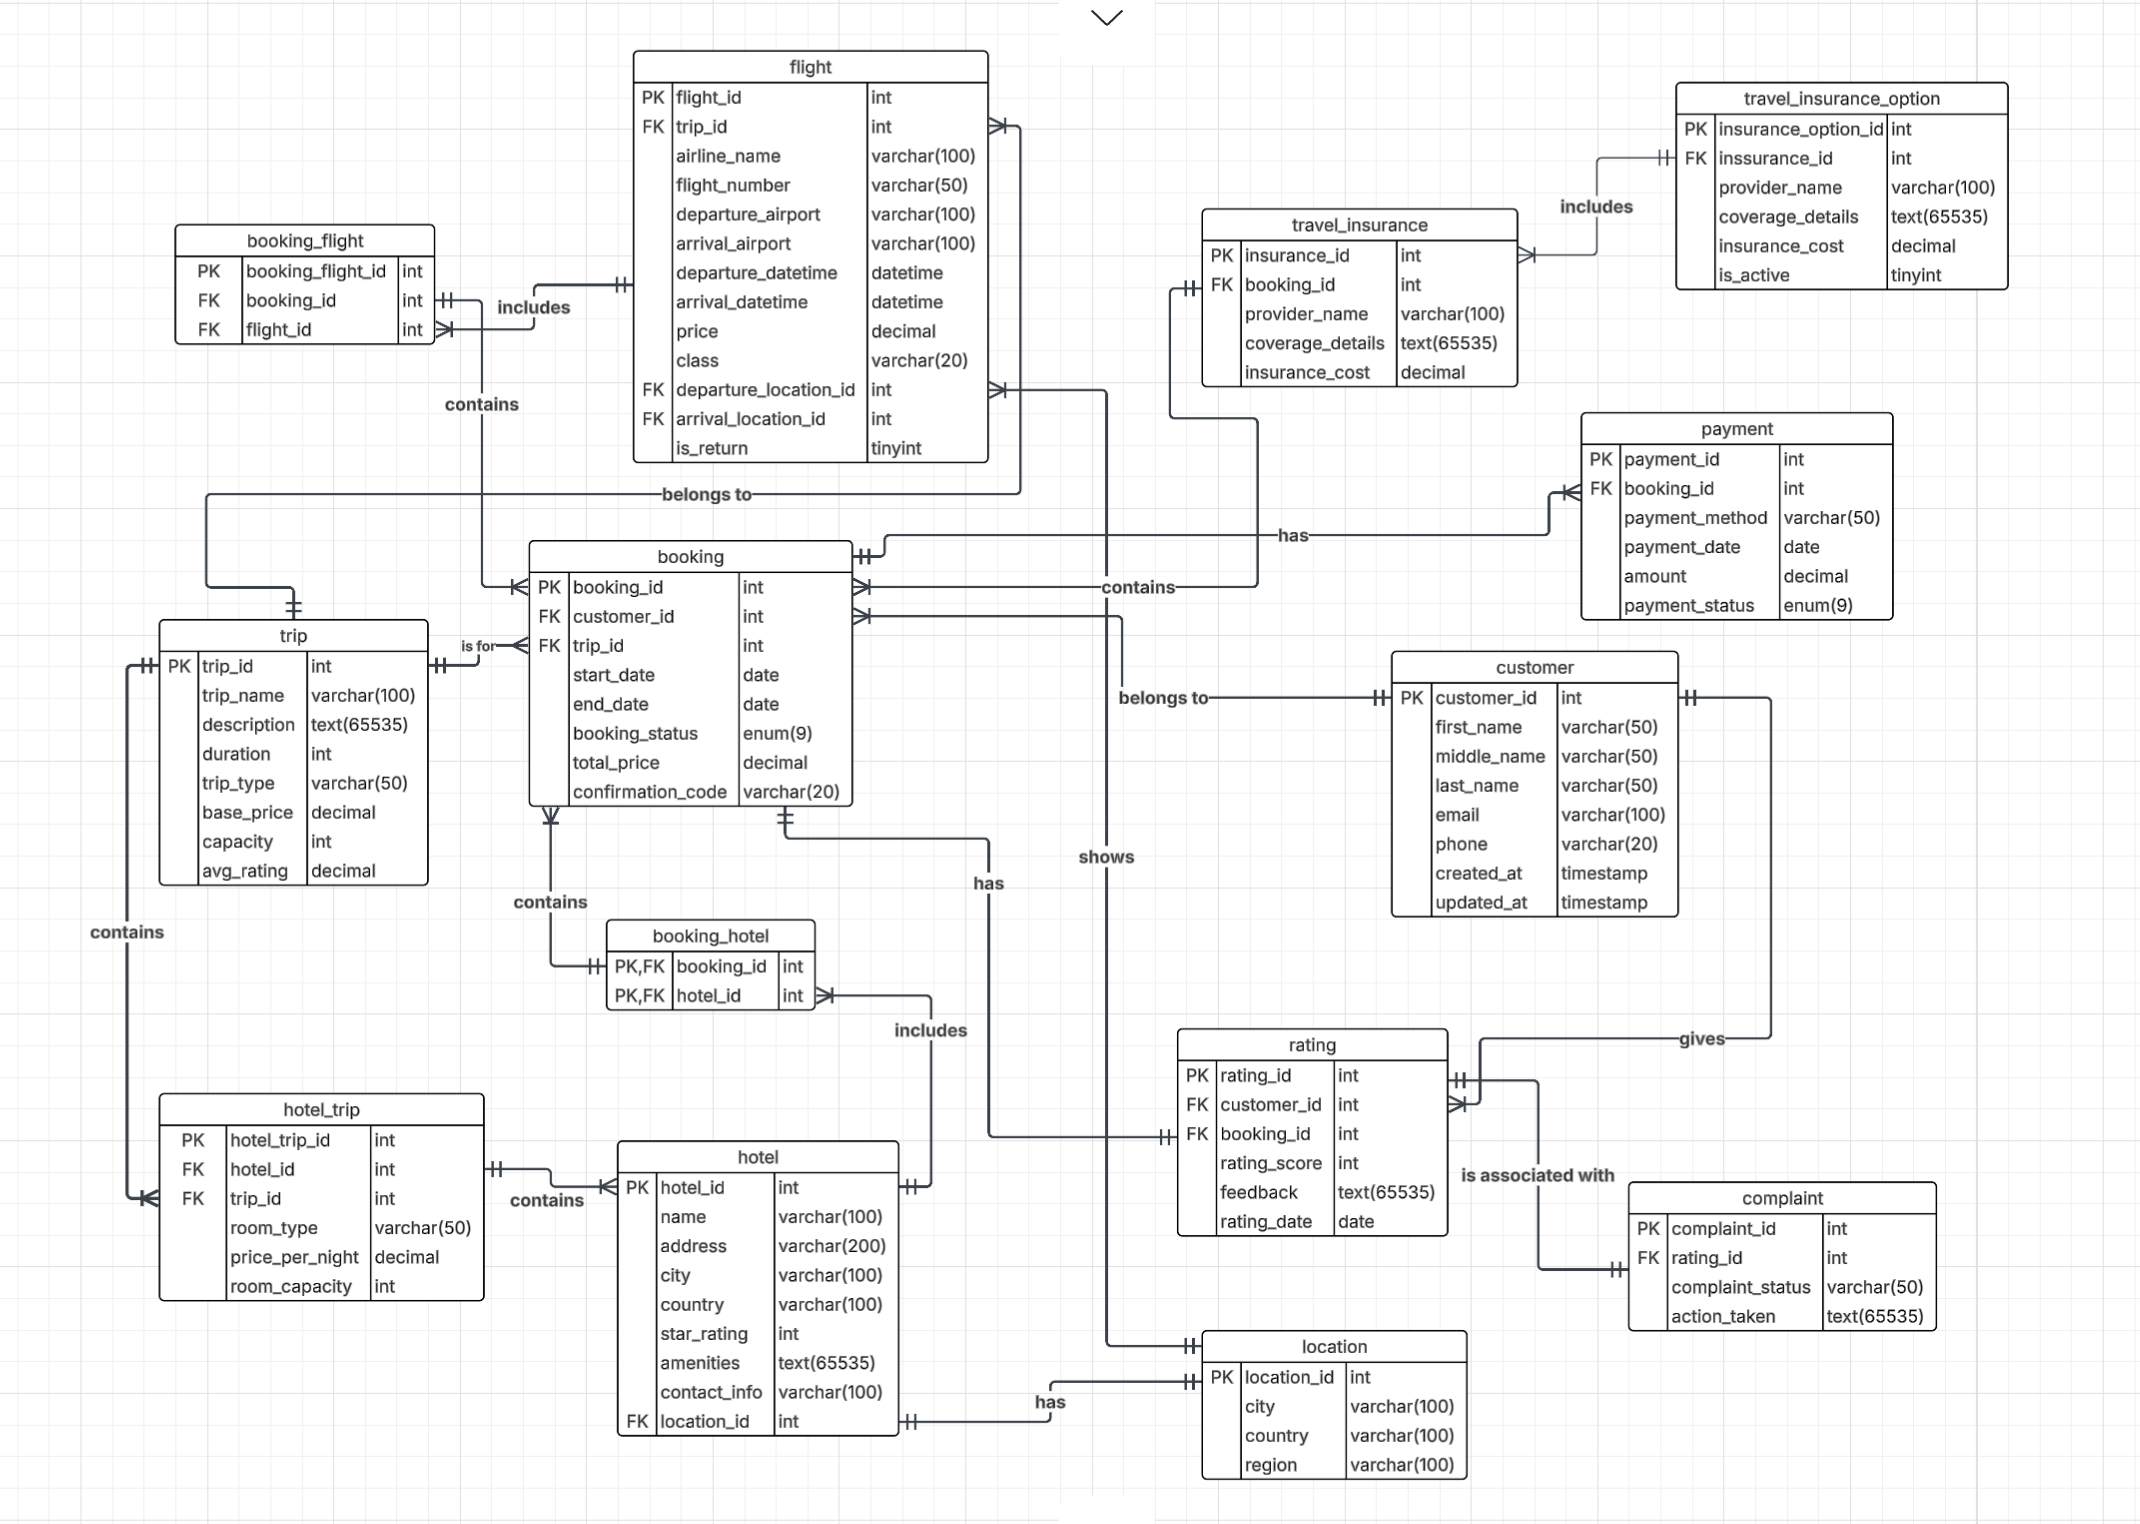 flight
PK flight_id int
FK trip_id int
airline_name varchar(100)
flight_number varchar(50)
departure_airport varchar(100)
arrival_airport varchar(100)
departure_datetime datetime
arrival_datetime datetime
price decimal
class varchar(20)
FK departure_location_id int
FK arrival_location_id int
is_return tinyint
travel_insurance_option
PK insurance_option_id int
FK inssurance_id int
provider_name varchar(100)
coverage_details text(65535)
insurance_cost decimal
is_active tinyint
includes
travel_insurance
PK insurance_id int
FK booking_id int
provider_name varchar(100)
coverage_details text(65535)
insurance_cost decimal
booking_flight
PK booking_flight_id int
FK booking_id int
FK flight_id int
includes
contains
belongs to
payment
PK payment_id int
FK booking_id int
payment_method varchar(50)
payment_date date
amount decimal
payment_status enum(9)
has
contains
booking
PK booking_id int
FK customer_id int
FK trip_id int
start_date date
end_date date
booking_status enum(9)
total_price decimal
confirmation_code varchar(20)
is for
trip
PK trip_id int
trip_name varchar(100)
description text(65535)
duration int
trip_type varchar(50)
base_price decimal
capacity int
avg_rating decimal
belongs to
customer
PK customer_id int
first_name varchar(50)
middle_name varchar(50)
last_name varchar(50)
email varchar(100)
phone varchar(20)
created_at timestamp
updated_at timestamp
shows
has
contains
contains
booking_hotel
PK,FK booking_id int
PK,FK hotel_id int
includes
gives
rating
PK rating_id int
FK customer_id int
FK booking_id int
rating_score int
feedback text(65535)
rating_date date
is associated with
complaint
PK complaint_id int
FK rating_id int
complaint_status varchar(50)
action_taken text(65535)
hotel_trip
PK hotel_trip_id int
FK hotel_id int
FK trip_id int
room_type varchar(50)
price_per_night decimal
room_capacity int
contains
hotel
PK hotel_id int
name varchar(100)
address varchar(200)
city varchar(100)
country varchar(100)
star_rating int
amenities text(65535)
contact_info varchar(100)
FK location_id int
has
location
PK location_id int
city varchar(100)
country varchar(100)
region varchar(100)